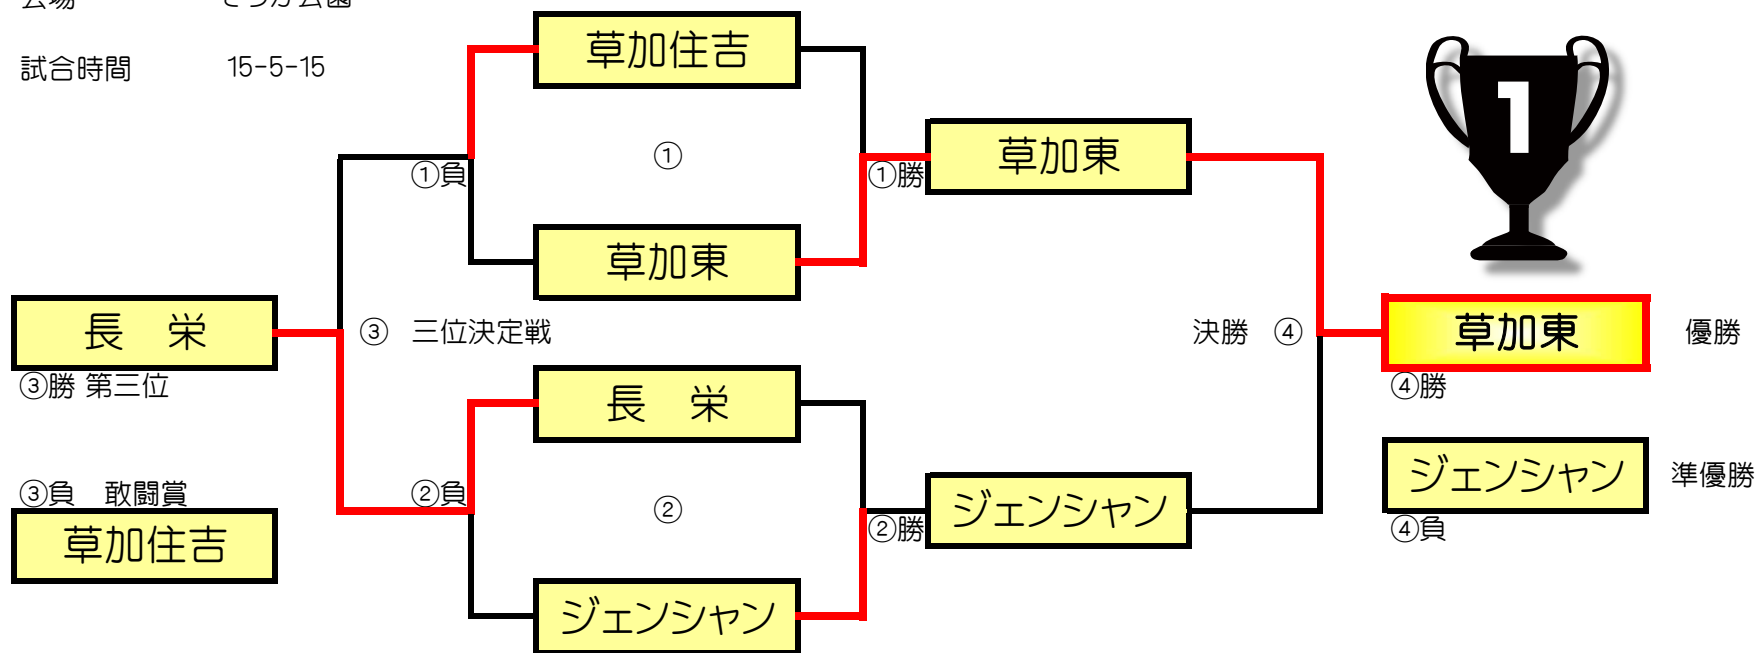 試合時間 15-5-15
草加住吉
草加東
1
①負
①
①勝
草加東
長 栄
③ 三位決定戦
決勝 ④
草加東
優勝
③勝 第三位
④勝
長 栄
ジェンシャン
準優勝
③負 敢闘賞
②負
②
②勝
ジェンシャン
④負
草加住吉
ジェンシャン